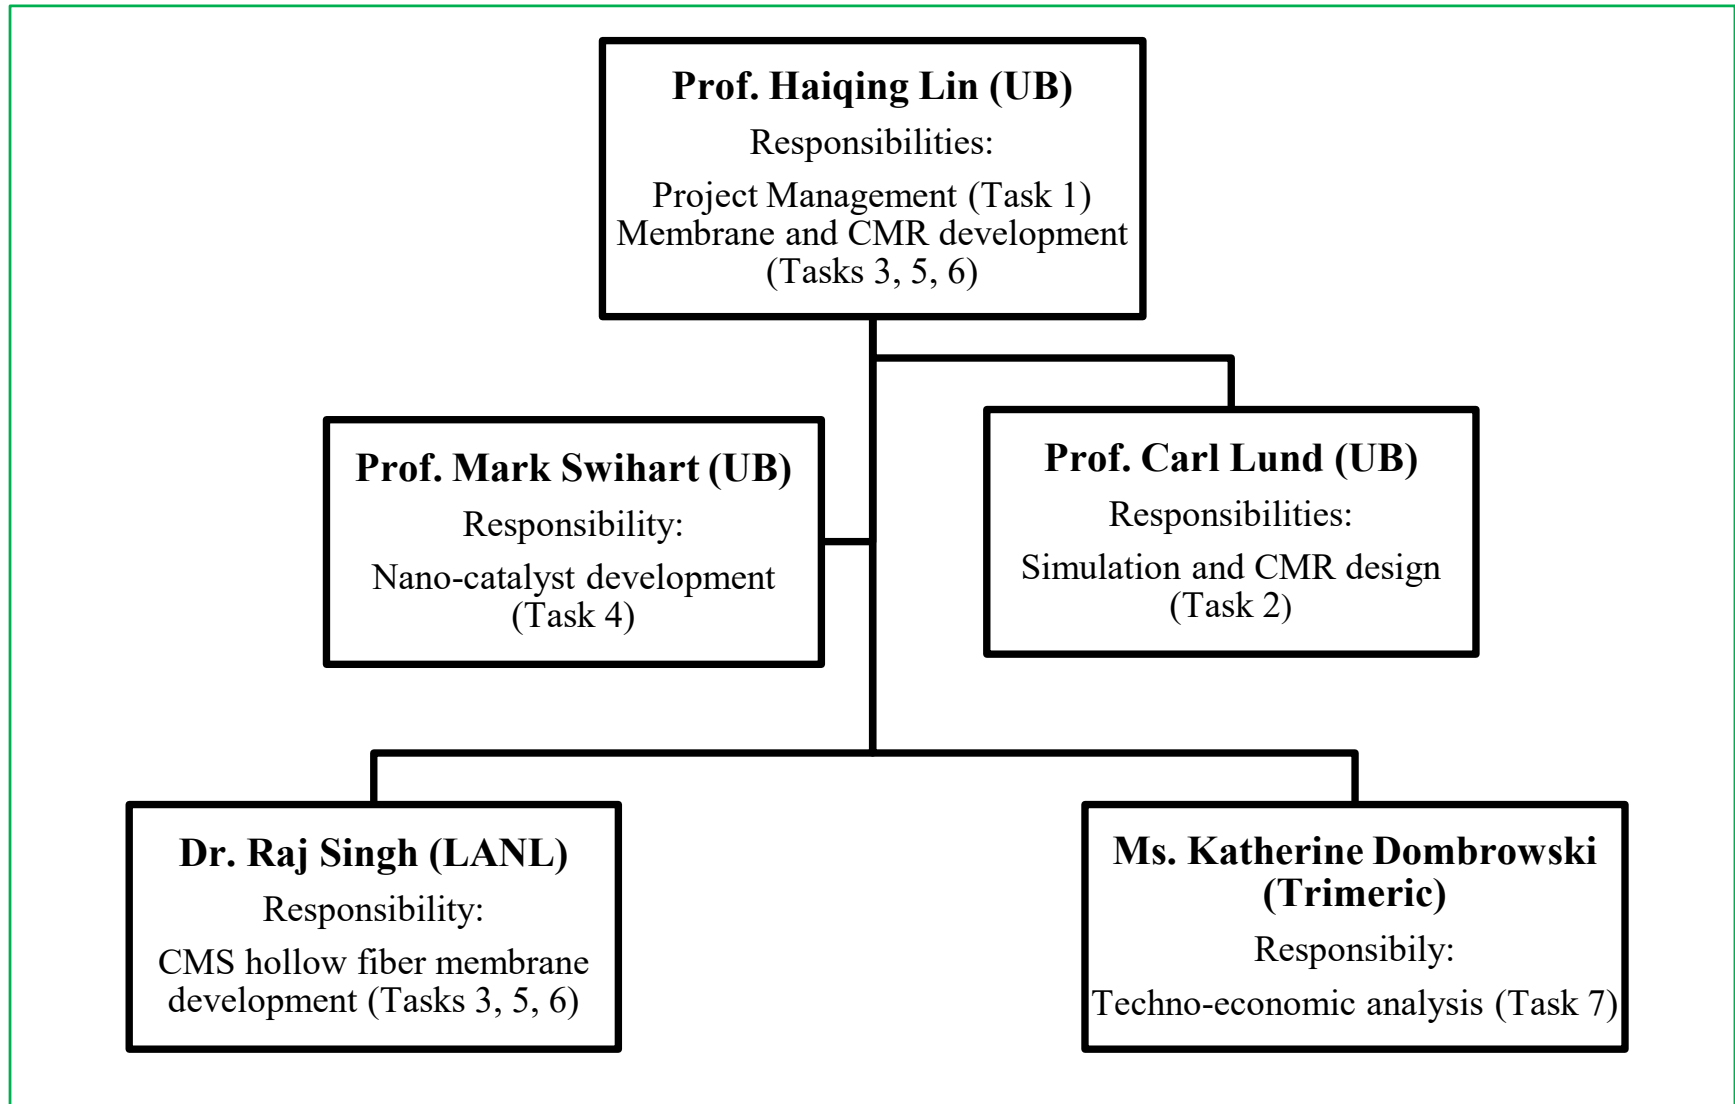 Prof. Haiqing Lin (UB)
Responsibilities:
Project Management (Task 1)
Membrane and CMR development
(Tasks 3, 5, 6)
Prof. Mark Swihart (UB)
Responsibility:
Nano-catalyst development
(Task 4)
Prof. Carl Lund (UB)
Responsibilities:
Simulation and CMR design
(Task 2)
Dr. Raj Singh (LANL)
Responsibility:
CMS hollow fiber membrane
development (Tasks 3, 5, 6)
Ms. Katherine Dombrowski
(Trimeric)
Responsibily:
Techno-economic analysis (Task 7)